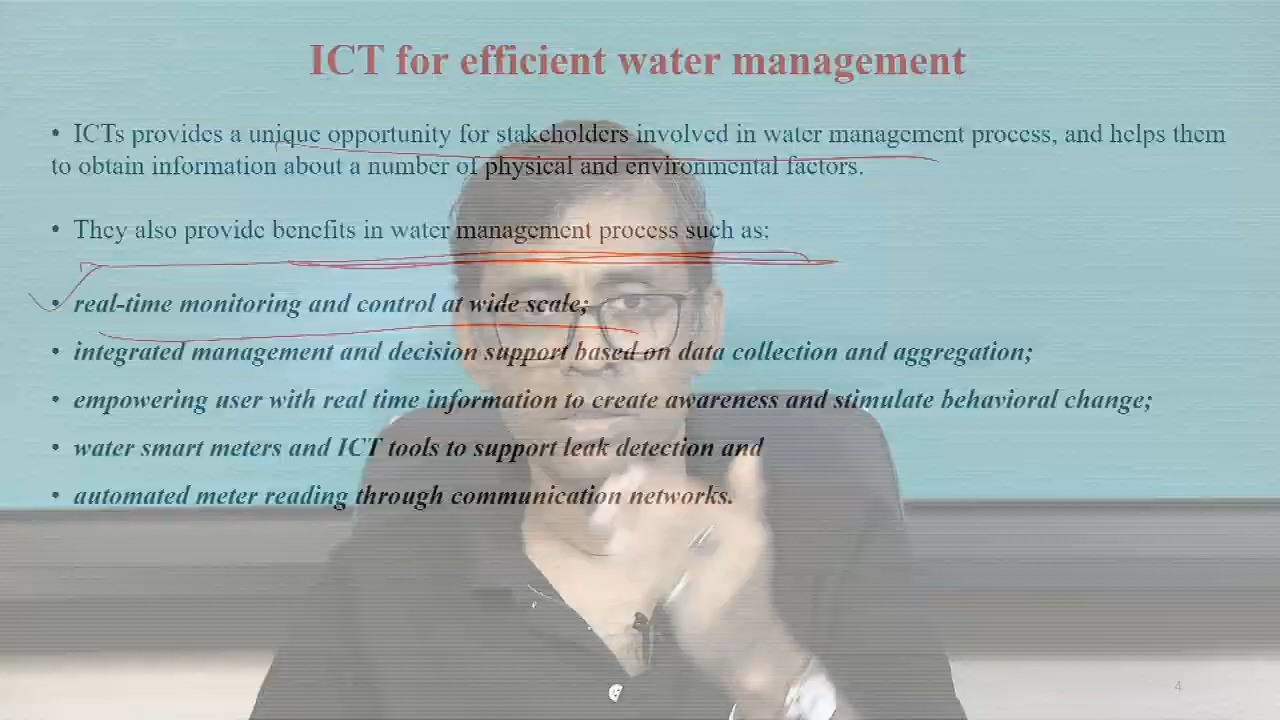 ICT for efficient water management
• ICTs provides a unique opportunity for stakeholders involved in water management process, and helps them
to obtain information about a number of physical and environmental factors.
• They also provide benefits in water management process such as:
• real-time monitoring and control at wide scale;
• integrated management and decision support based on data collection and aggregation;
• empowering user with real time information to create awareness and stimulate behavioral change;
• water smart meters and ICT tools to support leak detection and
• automated meter reading through communication networks.
4